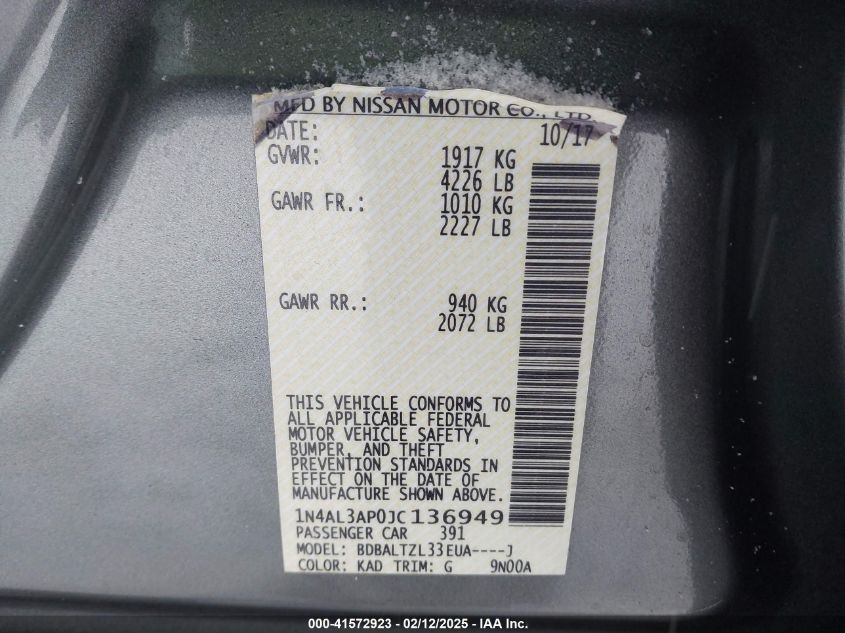 MFD BY NISSAN MOTOR CO., LTD.
DATE: 10/17
GVWR: 1917 KG
4226 LB
GAWR FR.: 1010 KG
2227 LB
GAWR RR.: 940 KG
2072 LB
THIS VEHICLE CONFORMS TO
ALL APPLICABLE FEDERAL
MOTOR VEHICLE SAFETY,
BUMPER, AND THEFT
PREVENTION STANDARDS IN
EFFECT ON THE DATE OF
MANUFACTURE SHOWN ABOVE.
1N4AL3AP0JC136949
PASSENGER CAR 391
MODEL: BDBALTZL33EUA----J
COLOR: KAD TRIM: G 9N00A
000-41572923 - 02/12/2025 - IAA Inc.